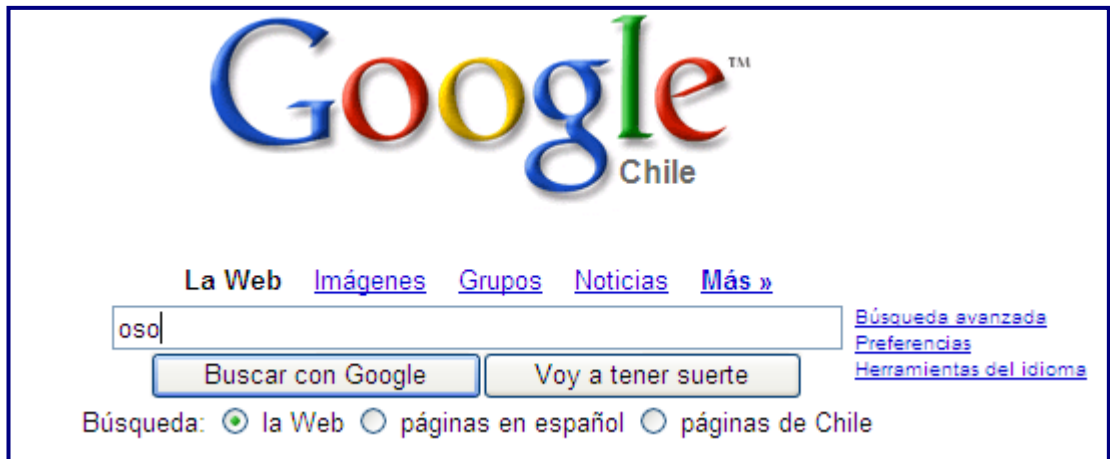 Google™
Chile
La Web Imágenes Grupos Noticias Más »
oso
Búsqueda avanzada
Preferencias
Herramientas del idioma
Buscar con Google Voy a tener suerte
Búsqueda: la Web páginas en español páginas de Chile